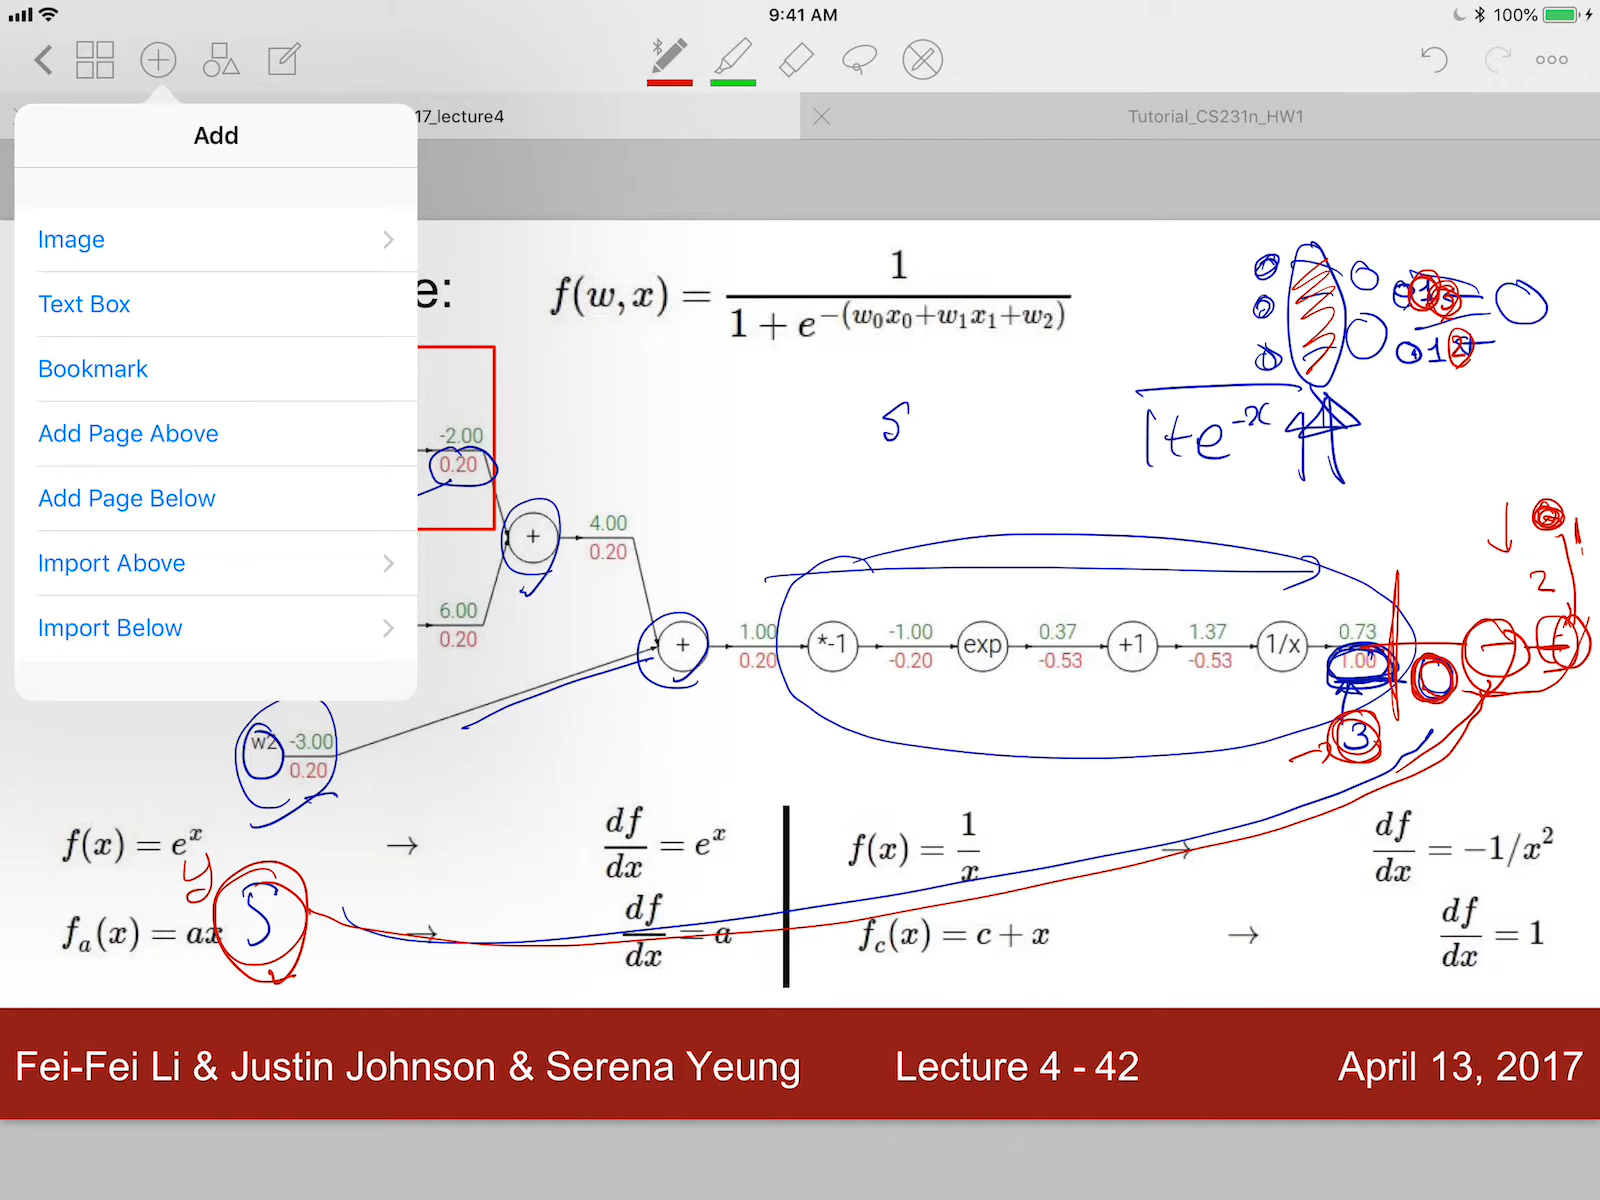 9:41 AM
100%
17_lecture4
Tutorial_CS231n_HW1
Add
Image
Text Box
Bookmark
Add Page Above
Add Page Below
Import Above
Import Below
e:
f(w, x) = 1 / (1 + e^−(w₀x₀+w₁x₁+w₂))
S
1+e^-x
-2.00
0.20
4.00
0.20
+
6.00
0.20
+
1.00
0.20
*-1
-1.00
-0.20
exp
0.37
-0.53
+1
1.37
-0.53
1/x
0.73
1.00
2
3
w2
-3.00
0.20
f(x) = e^x → df/dx = e^x
f(x) = 1/x → df/dx = −1/x²
y
S
fₐ(x) = ax → df/dx = a
f_c(x) = c + x → df/dx = 1
Fei-Fei Li & Justin Johnson & Serena Yeung
Lecture 4 - 42
April 13, 2017